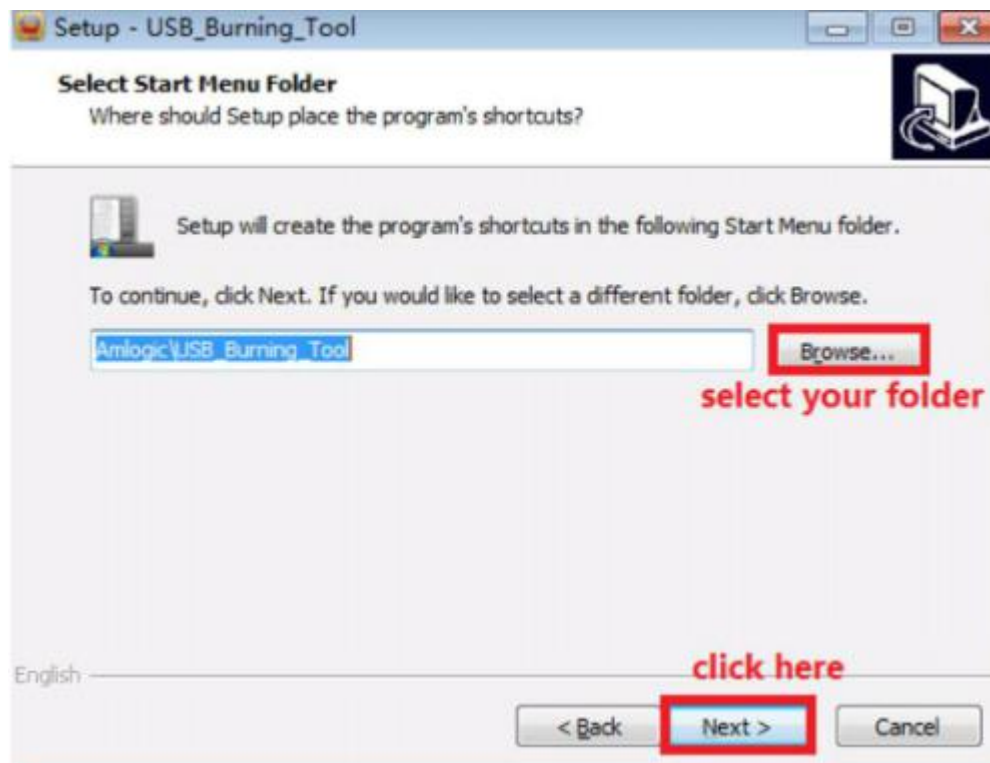 Setup - USB_Burning_Tool
Select Start Menu Folder
Where should Setup place the program's shortcuts?
Setup will create the program's shortcuts in the following Start Menu folder.
To continue, click Next. If you would like to select a different folder, click Browse.
Amlogic\USB_Burning_Tool
Browse...
select your folder
English
click here
< Back
Next >
Cancel